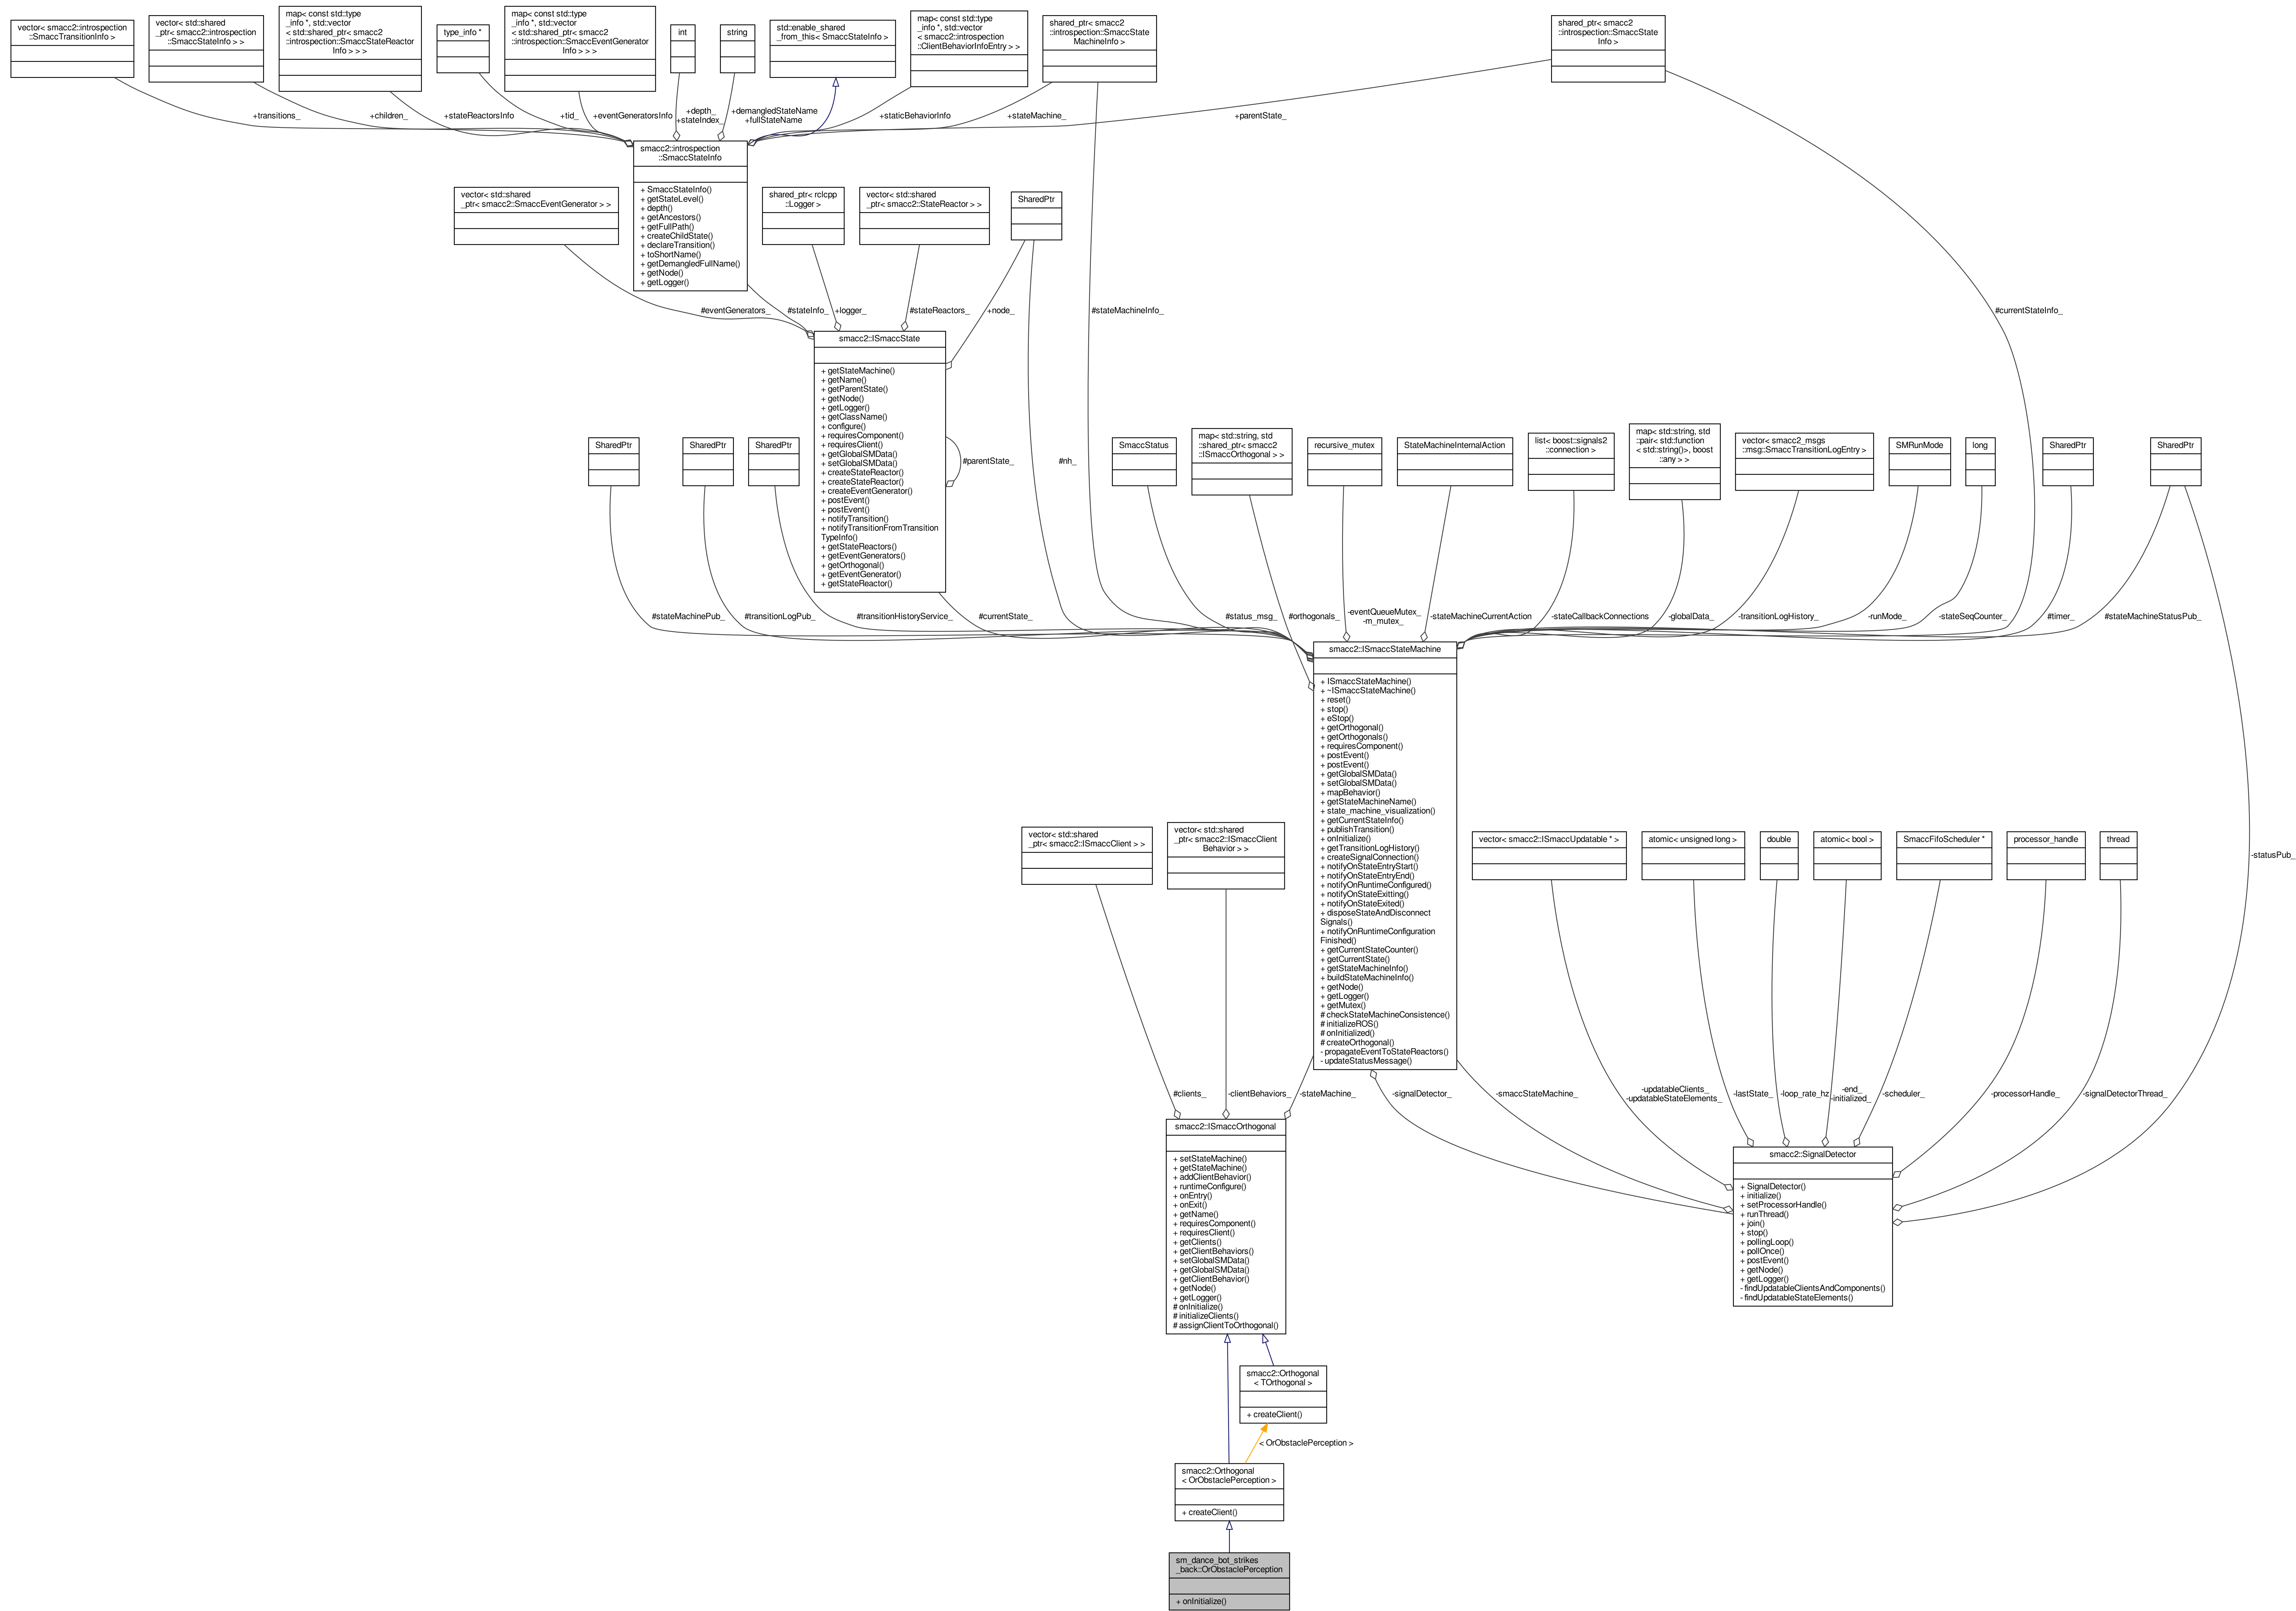 vector< smacc2::introspection
::SmaccTransitionInfo >
vector< std::shared
_ptr< smacc2::introspection
::SmaccStateInfo > >
map< const std::type
_info *, std::vector
< std::shared_ptr< smacc2
::introspection::SmaccStateReactor
Info > > >
type_info *
map< const std::type
_info *, std::vector
< std::shared_ptr< smacc2
::introspection::SmaccEventGenerator
Info > > >
int
string
std::enable_shared
_from_this< SmaccStateInfo >
map< const std::type
_info *, std::vector
< smacc2::introspection
::ClientBehaviorInfoEntry > >
shared_ptr< smacc2
::introspection::SmaccState
MachineInfo >
shared_ptr< smacc2
::introspection::SmaccState
Info >
+transitions_
+children_
+stateReactorsInfo
+tid_
+eventGeneratorsInfo
+depth_
+stateIndex_
+demangledStateName
+fullStateName
+staticBehaviorInfo
+stateMachine_
+parentState_
smacc2::introspection
::SmaccStateInfo
+ SmaccStateInfo()
+ getStateLevel()
+ depth()
+ getAncestors()
+ getFullPath()
+ createChildState()
+ declareTransition()
+ toShortName()
+ getDemangledFullName()
+ getNode()
+ getLogger()
vector< std::shared
_ptr< smacc2::SmaccEventGenerator > >
shared_ptr< rclcpp
::Logger >
vector< std::shared
_ptr< smacc2::StateReactor > >
SharedPtr
#eventGenerators_
#stateInfo_
+logger_
#stateReactors_
+node_
#stateMachineInfo_
#currentStateInfo_
smacc2::ISmaccState
+ getStateMachine()
+ getName()
+ getParentState()
+ getNode()
+ getLogger()
+ getClassName()
+ configure()
+ requiresComponent()
+ requiresClient()
+ getGlobalSMData()
+ setGlobalSMData()
+ createStateReactor()
+ createStateReactor()
+ createEventGenerator()
+ postEvent()
+ postEvent()
+ notifyTransition()
+ notifyTransitionFromTransition
TypeInfo()
+ getStateReactors()
+ getEventGenerators()
+ getOrthogonal()
+ getEventGenerator()
+ getStateReactor()
#parentState_
#nh_
SharedPtr
SharedPtr
SharedPtr
SmaccStatus
map< std::string, std
::shared_ptr< smacc2
::ISmaccOrthogonal > >
recursive_mutex
StateMachineInternalAction
list< boost::signals2
::connection >
map< std::string, std
::pair< std::function
< std::string()>, boost
::any > >
vector< smacc2_msgs
::msg::SmaccTransitionLogEntry >
SMRunMode
long
SharedPtr
SharedPtr
#stateMachinePub_
#transitionLogPub_
#transitionHistoryService_
#currentState_
#status_msg_
#orthogonals_
-eventQueueMutex_
-m_mutex_
-stateMachineCurrentAction
-stateCallbackConnections
-globalData_
-transitionLogHistory_
-runMode_
-stateSeqCounter_
#timer_
#stateMachineStatusPub_
smacc2::ISmaccStateMachine
+ ISmaccStateMachine()
+ ~ISmaccStateMachine()
+ reset()
+ stop()
+ eStop()
+ getOrthogonal()
+ getOrthogonals()
+ requiresComponent()
+ postEvent()
+ postEvent()
+ getGlobalSMData()
+ setGlobalSMData()
+ mapBehavior()
+ getStateMachineName()
+ state_machine_visualization()
+ getCurrentStateInfo()
+ publishTransition()
+ onInitialize()
+ getTransitionLogHistory()
+ createSignalConnection()
+ notifyOnStateEntryStart()
+ notifyOnStateEntryEnd()
+ notifyOnRuntimeConfigured()
+ notifyOnStateExitting()
+ notifyOnStateExited()
+ disposeStateAndDisconnect
Signals()
+ notifyOnRuntimeConfiguration
Finished()
+ getCurrentStateCounter()
+ getCurrentState()
+ getStateMachineInfo()
+ buildStateMachineInfo()
+ getNode()
+ getLogger()
+ getMutex()
# checkStateMachineConsistence()
# initializeROS()
# onInitialized()
# createOrthogonal()
- propagateEventToStateReactors()
- updateStatusMessage()
vector< std::shared
_ptr< smacc2::ISmaccClient > >
vector< std::shared
_ptr< smacc2::ISmaccClient
Behavior > >
vector< smacc2::ISmaccUpdatable * >
atomic< unsigned long >
double
atomic< bool >
SmaccFifoScheduler *
processor_handle
thread
-statusPub_
#clients_
-clientBehaviors_
-stateMachine_
-signalDetector_
-smaccStateMachine_
-updatableClients_
-updatableStateElements_
-lastState_
-loop_rate_hz
-end_
-initialized_
-scheduler_
-processorHandle_
-signalDetectorThread_
smacc2::ISmaccOrthogonal
+ setStateMachine()
+ getStateMachine()
+ addClientBehavior()
+ runtimeConfigure()
+ onEntry()
+ onExit()
+ getName()
+ requiresComponent()
+ requiresClient()
+ getClients()
+ getClientBehaviors()
+ setGlobalSMData()
+ getGlobalSMData()
+ getClientBehavior()
+ getNode()
+ getLogger()
# onInitialize()
# initializeClients()
# assignClientToOrthogonal()
smacc2::SignalDetector
+ SignalDetector()
+ initialize()
+ setProcessorHandle()
+ runThread()
+ join()
+ stop()
+ pollingLoop()
+ pollOnce()
+ postEvent()
+ getNode()
+ getLogger()
- findUpdatableClientsAndComponents()
- findUpdatableStateElements()
smacc2::Orthogonal
< TOrthogonal >
+ createClient()
< OrObstaclePerception >
smacc2::Orthogonal
< OrObstaclePerception >
+ createClient()
sm_dance_bot_strikes
_back::OrObstaclePerception
+ onInitialize()